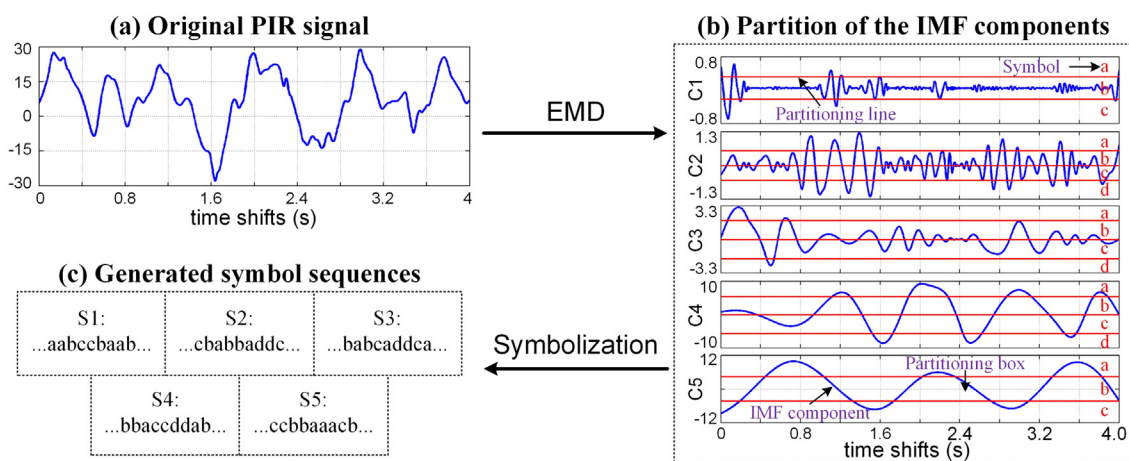 (a) Original PIR signal
30
15
0
-15
-30
0 0.8 1.6 2.4 3.2 4
time shifts (s)
EMD
(b) Partition of the IMF components
0.8
C1
-0.8
Symbol
a
b
c
Partitioning line
1.3
C2
-1.3
a
b
c
d
3.3
C3
-3.3
a
b
c
d
10
C4
-10
a
b
c
d
12
C5
-12
Partitioning box
IMF component
a
b
c
0 0.8 1.6 2.4 3.2 4.0
time shifts (s)
Symbolization
(c) Generated symbol sequences
S1:
...aabccbaab...
S2:
...cbabbaddc...
S3:
...babcaddca...
S4:
...bbaccddab...
S5:
...ccbbaaacb...